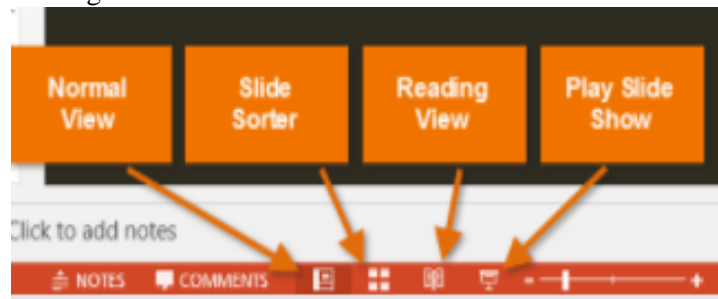 Normal View
Slide Sorter
Reading View
Play Slide Show
Click to add notes
NOTES COMMENTS